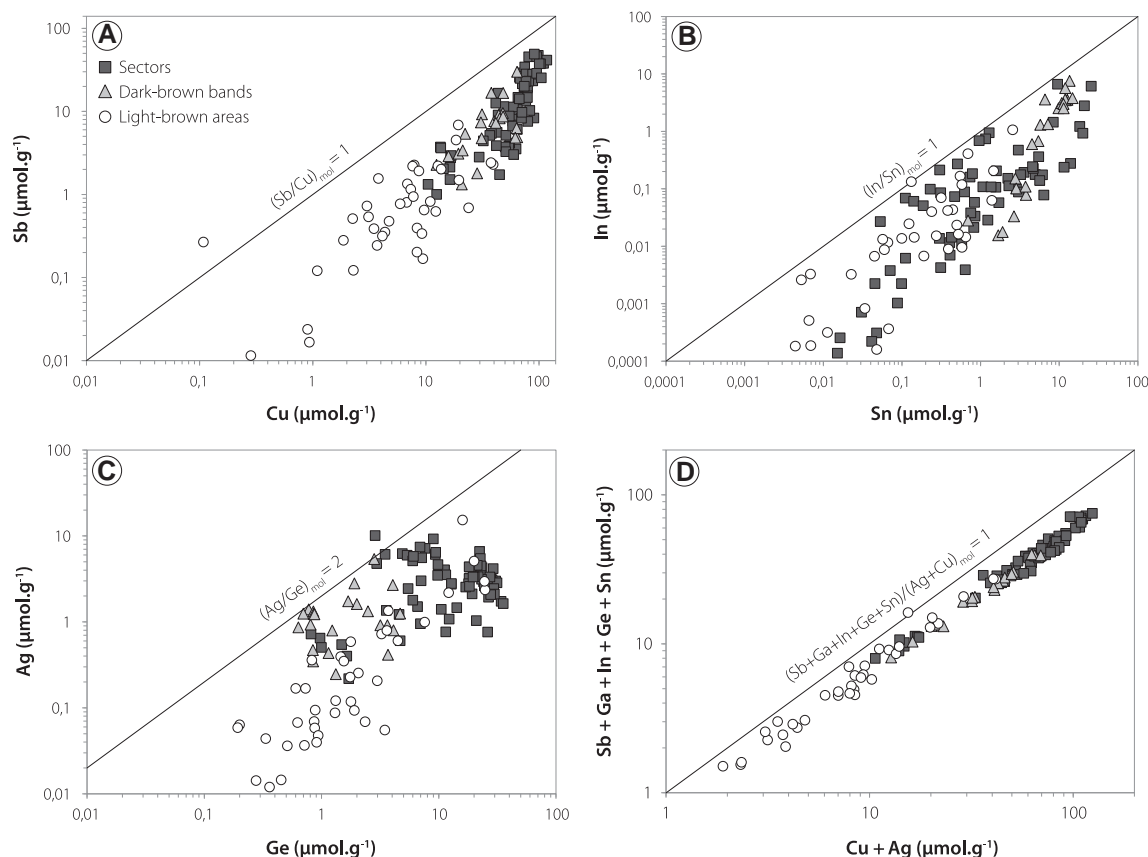 A
Sectors
Dark-brown bands
Light-brown areas
(Sb/Cu)mol = 1
100
10
1
0,1
0,01
Sb (µmol.g-1)
0,01
0,1
1
10
100
Cu (µmol.g-1)
B
(In/Sn)mol = 1
100
10
1
0,1
0,01
0,001
0,0001
In (µmol.g-1)
0,0001
0,001
0,01
0,1
1
10
100
Sn (µmol.g-1)
C
(Ag/Ge)mol = 2
100
10
1
0,1
0,01
Ag (µmol.g-1)
0,01
0,1
1
10
100
Ge (µmol.g-1)
D
(Sb+Ga+In+Ge+Sn)/(Ag+Cu)mol = 1
100
10
1
Sb + Ga + In + Ge + Sn (µmol.g-1)
1
10
100
Cu + Ag (µmol.g-1)